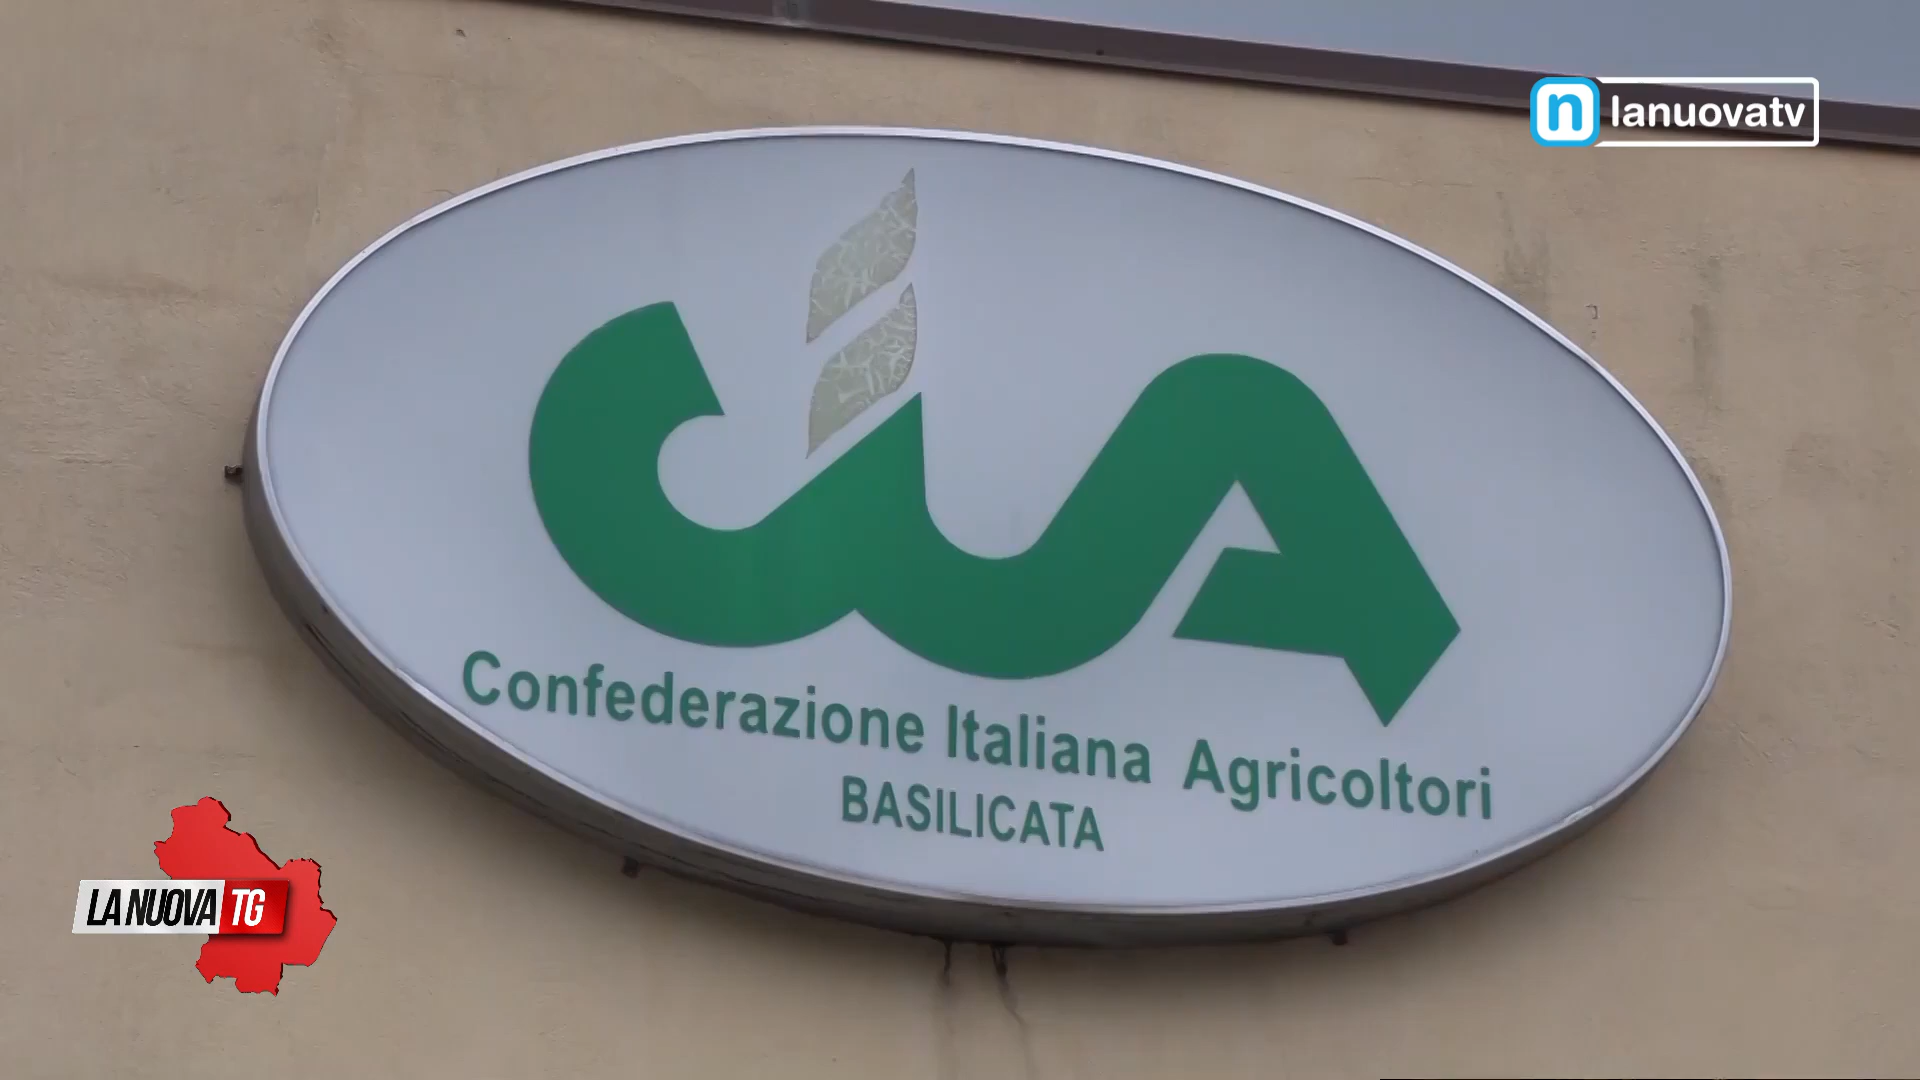 lanuovatv
CIA
Confederazione Italiana Agricoltori
BASILICATA
LA NUOVA TG